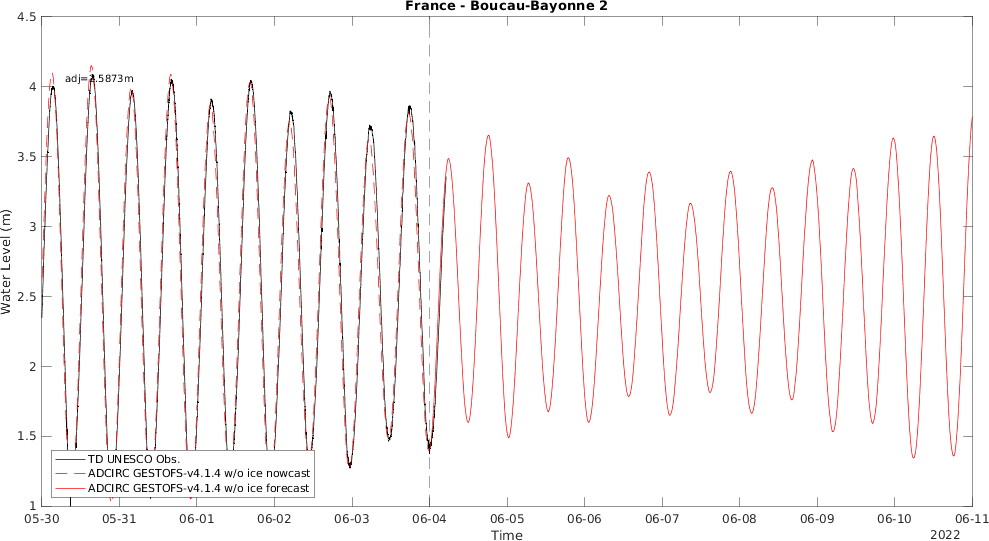 France - Boucau-Bayonne 2
4.5
4
3.5
3
2.5
2
1.5
1
Water Level (m)
adj=2.5873m
TD UNESCO Obs.
ADCIRC GESTOFS-v4.1.4 w/o ice nowcast
ADCIRC GESTOFS-v4.1.4 w/o ice forecast
05-30 05-31 06-01 06-02 06-03 06-04 06-05 06-06 06-07 06-08 06-09 06-10 06-11
Time
2022